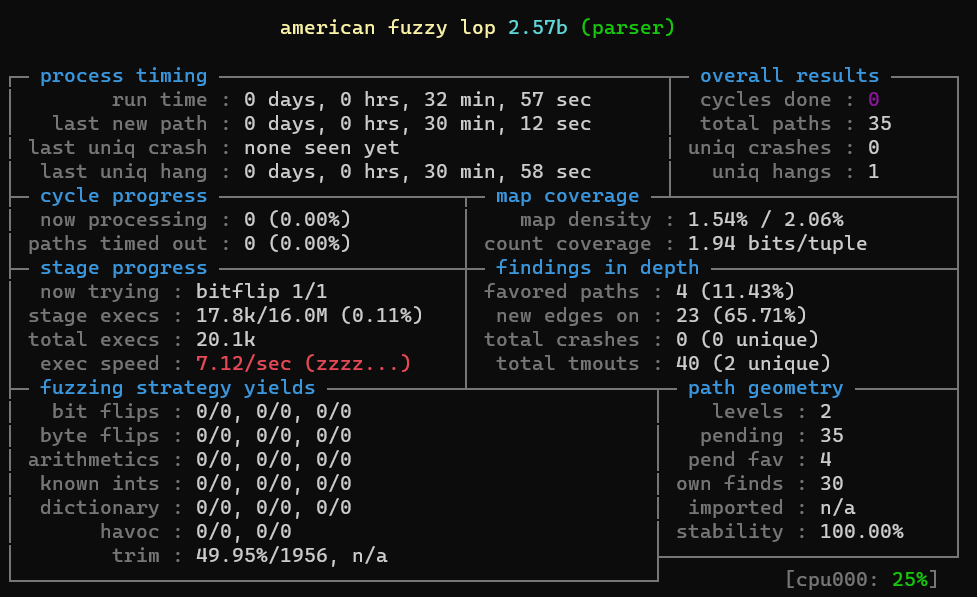 american fuzzy lop 2.57b (parser)
process timing overall results
run time : 0 days, 0 hrs, 32 min, 57 sec cycles done : 0
last new path : 0 days, 0 hrs, 30 min, 12 sec total paths : 35
last uniq crash : none seen yet uniq crashes : 0
last uniq hang : 0 days, 0 hrs, 30 min, 58 sec uniq hangs : 1
cycle progress map coverage
now processing : 0 (0.00%) map density : 1.54% / 2.06%
paths timed out : 0 (0.00%) count coverage : 1.94 bits/tuple
stage progress findings in depth
now trying : bitflip 1/1 favored paths : 4 (11.43%)
stage execs : 17.8k/16.0M (0.11%) new edges on : 23 (65.71%)
total execs : 20.1k total crashes : 0 (0 unique)
exec speed : 7.12/sec (zzzz...) total tmouts : 40 (2 unique)
fuzzing strategy yields path geometry
bit flips : 0/0, 0/0, 0/0 levels : 2
byte flips : 0/0, 0/0, 0/0 pending : 35
arithmetics : 0/0, 0/0, 0/0 pend fav : 4
known ints : 0/0, 0/0, 0/0 own finds : 30
dictionary : 0/0, 0/0, 0/0 imported : n/a
havoc : 0/0, 0/0 stability : 100.00%
trim : 49.95%/1956, n/a
[cpu000: 25%]